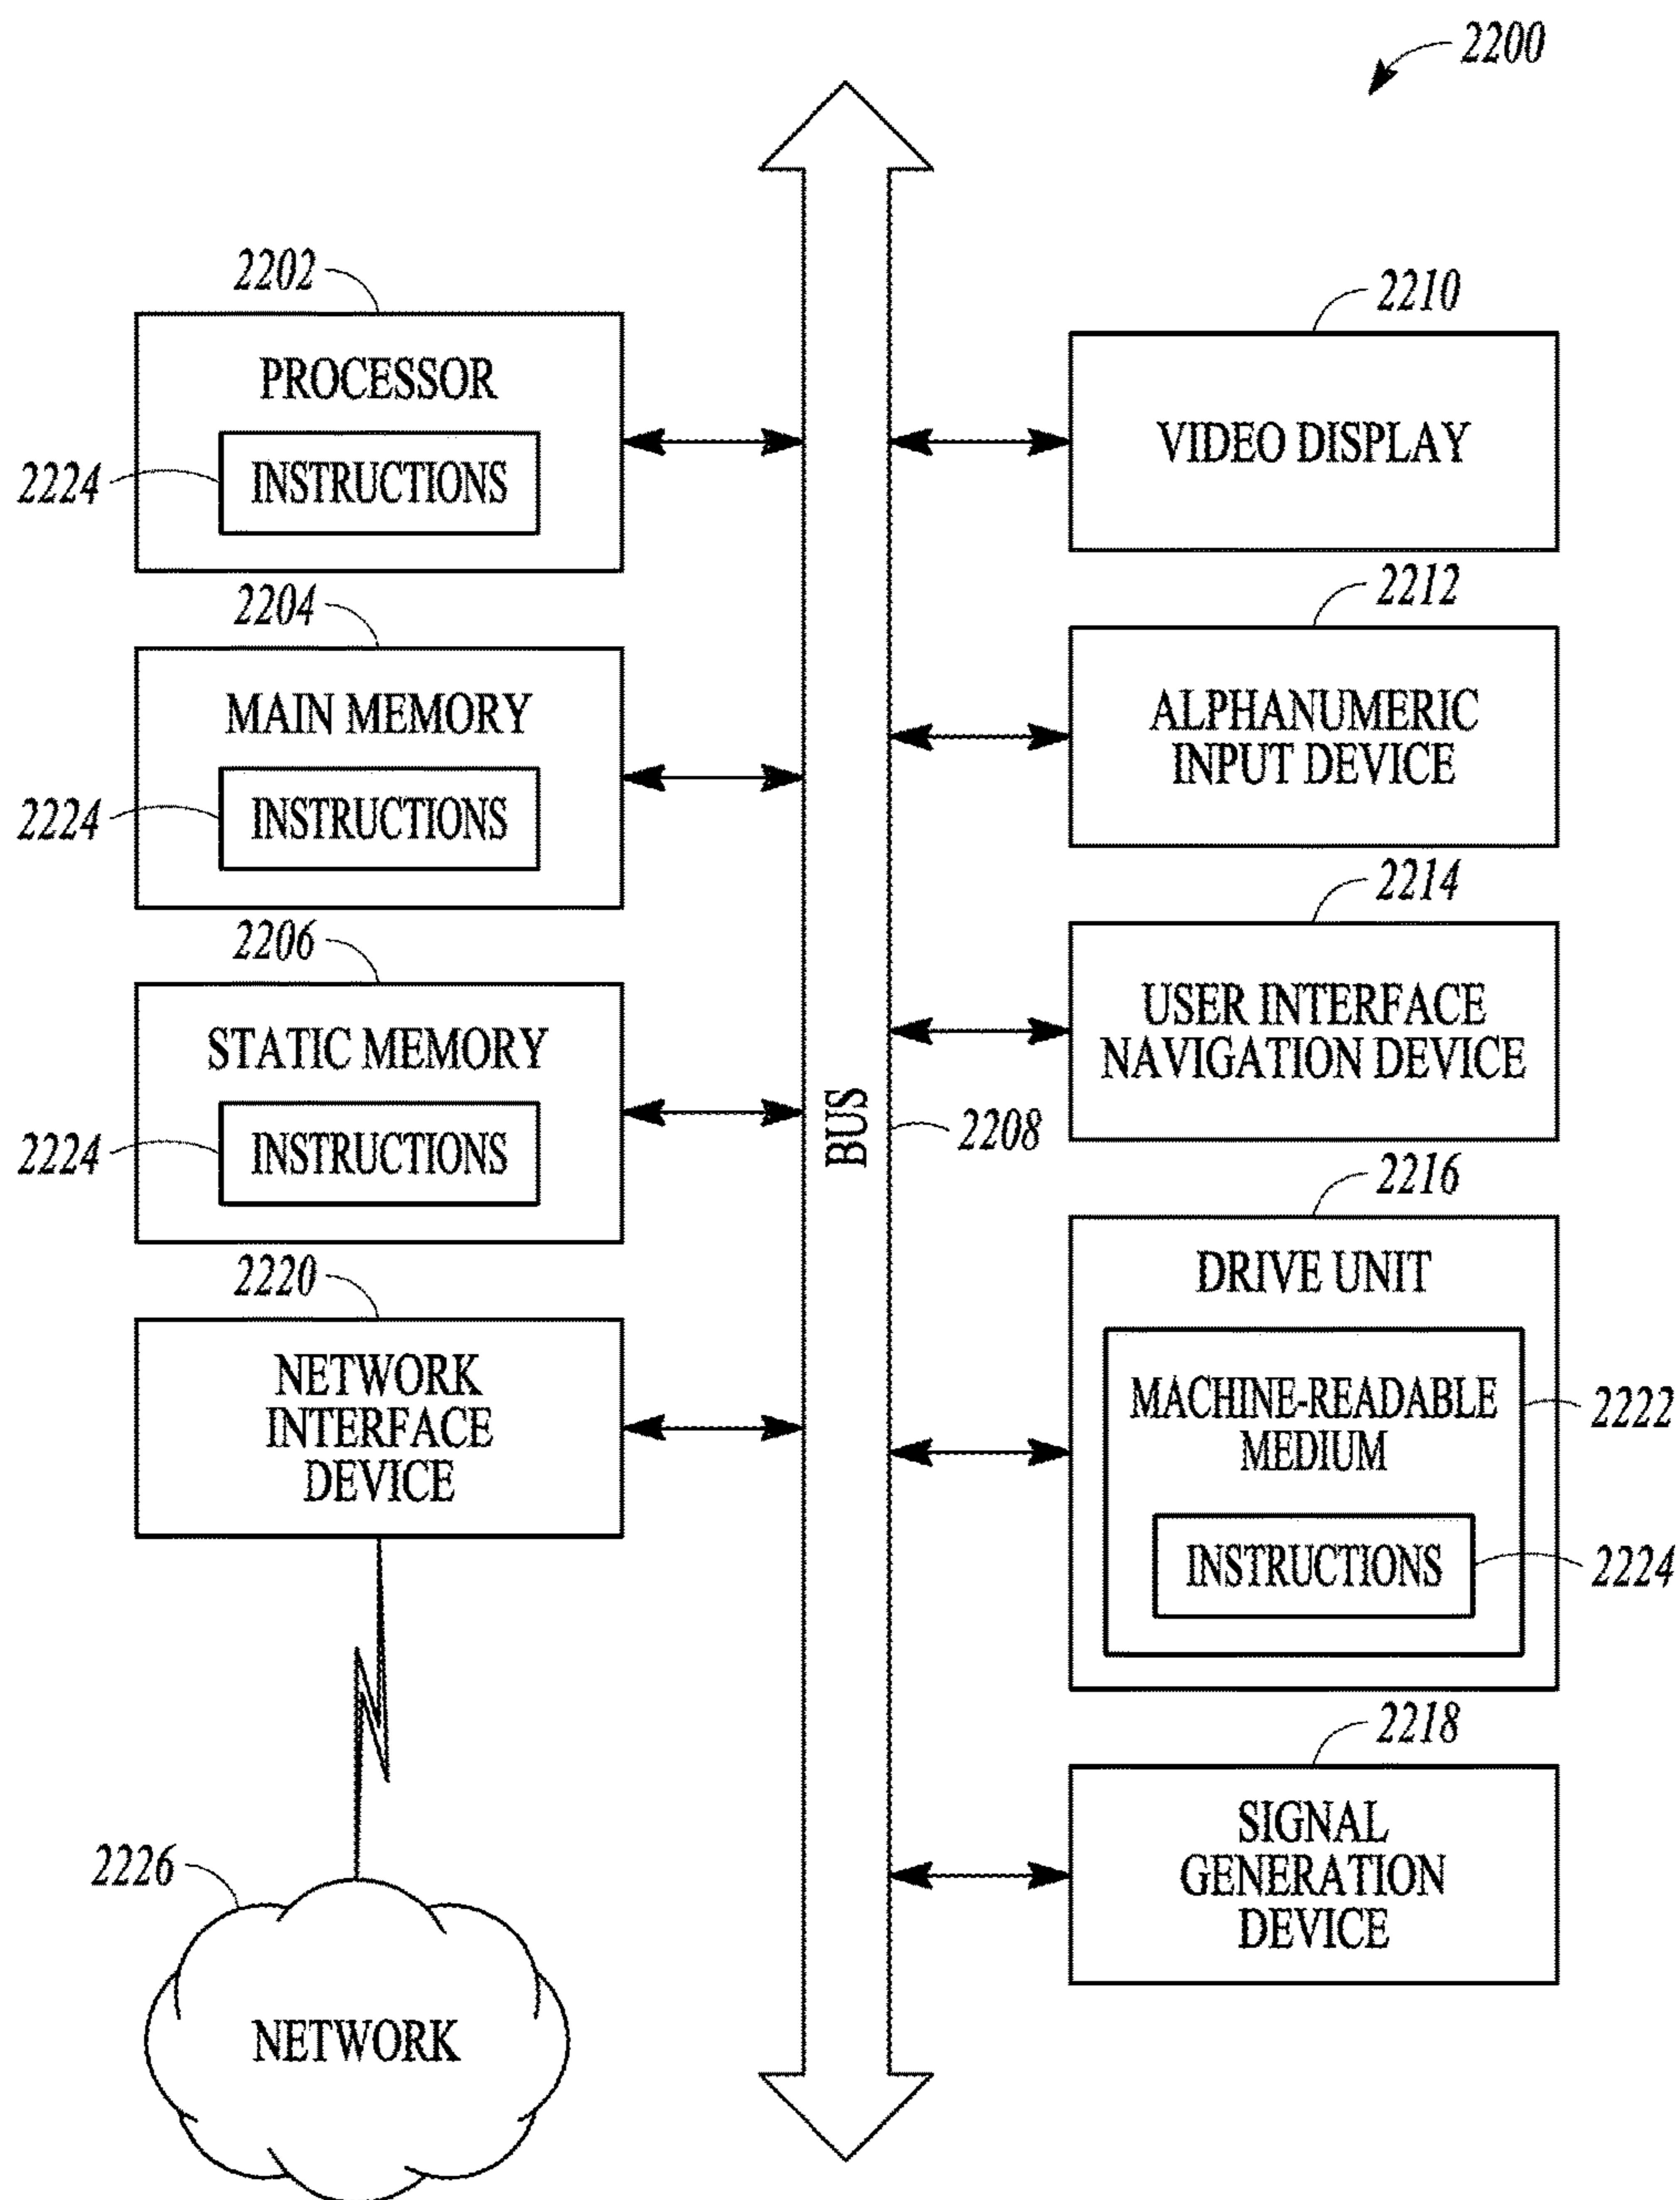 2200
2202
PROCESSOR
2224
INSTRUCTIONS
2204
MAIN MEMORY
2224
INSTRUCTIONS
2206
STATIC MEMORY
2224
INSTRUCTIONS
2220
NETWORK
INTERFACE
DEVICE
2226
NETWORK
BUS
2208
2210
VIDEO DISPLAY
2212
ALPHANUMERIC
INPUT DEVICE
2214
USER INTERFACE
NAVIGATION DEVICE
2216
DRIVE UNIT
MACHINE-READABLE
MEDIUM
2222
INSTRUCTIONS
2224
2218
SIGNAL
GENERATION
DEVICE